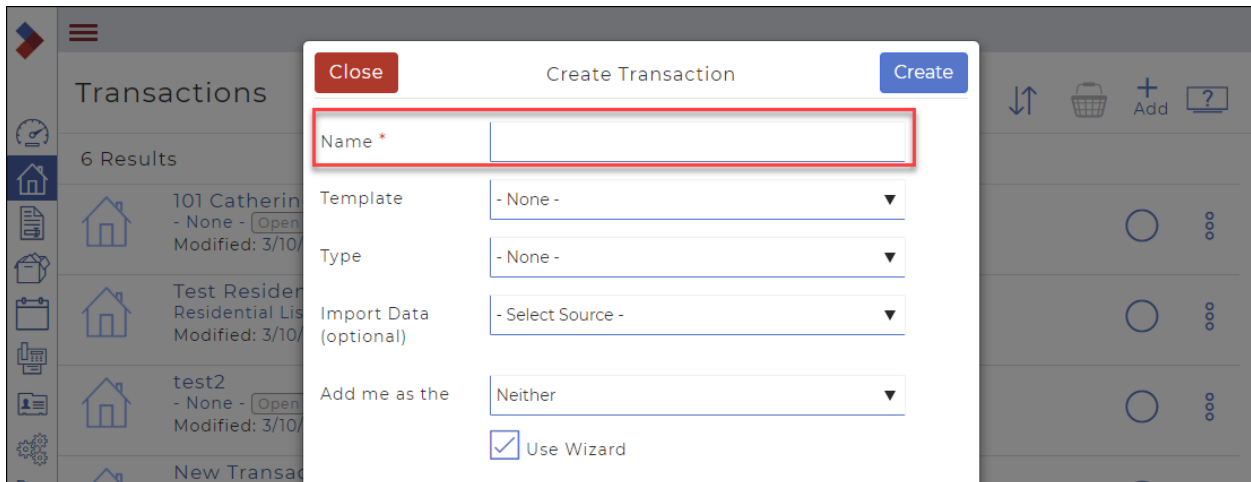 Close
Create Transaction
Create
Transactions
Add
?
Name *
6 Results
101 Catherin
- None - Open
Modified: 3/10/
Template
- None -
Type
- None -
Test Residen
Residential Lis
Modified: 3/10/
Import Data
(optional)
- Select Source -
test2
- None - Open
Modified: 3/10/
Add me as the
Neither
Use Wizard
New Transac